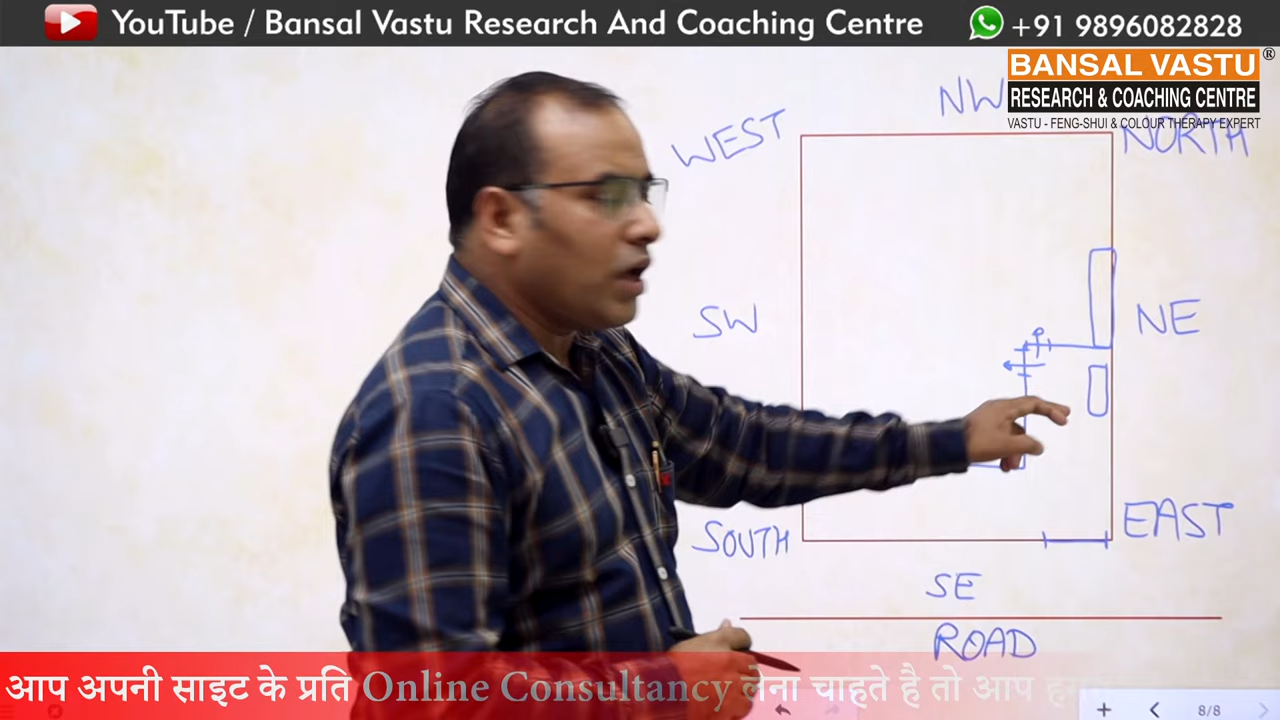 YouTube / Bansal Vastu Research And Coaching Centre
+91 9896082828
BANSAL VASTU ®
RESEARCH & COACHING CENTRE
VASTU - FENG-SHUI & COLOUR THERAPY EXPERT
NW
WEST
NORTH
SW
NE
SOUTH
EAST
SE
ROAD
आप अपनी साइट के प्रति Online Consultancy लेना चाहते है तो आप
8/8